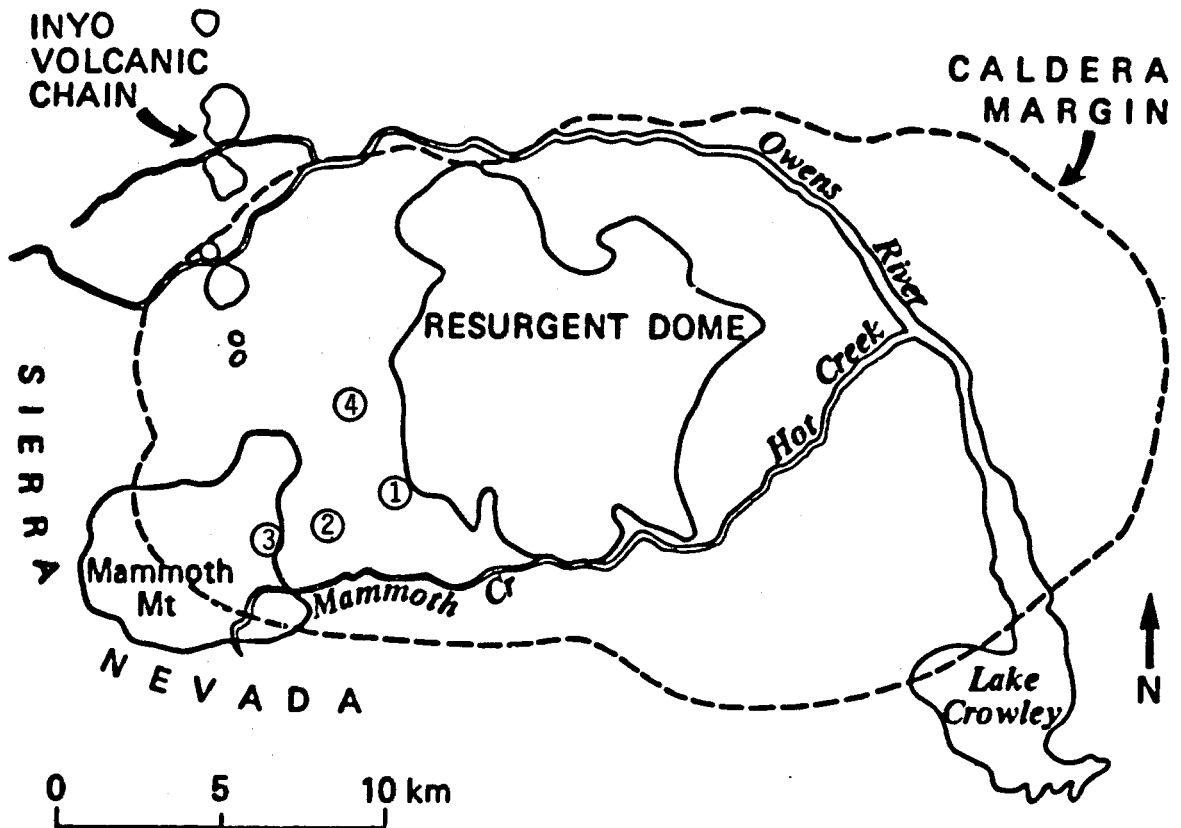 INYO
VOLCANIC
CHAIN
CALDERA
MARGIN
Owens
River
RESURGENT DOME
Hot
Creek
SIERRA
④
①
②
③
Mammoth
Mt
Mammoth
Cr
NEVADA
Lake
Crowley
N
0 5 10 km